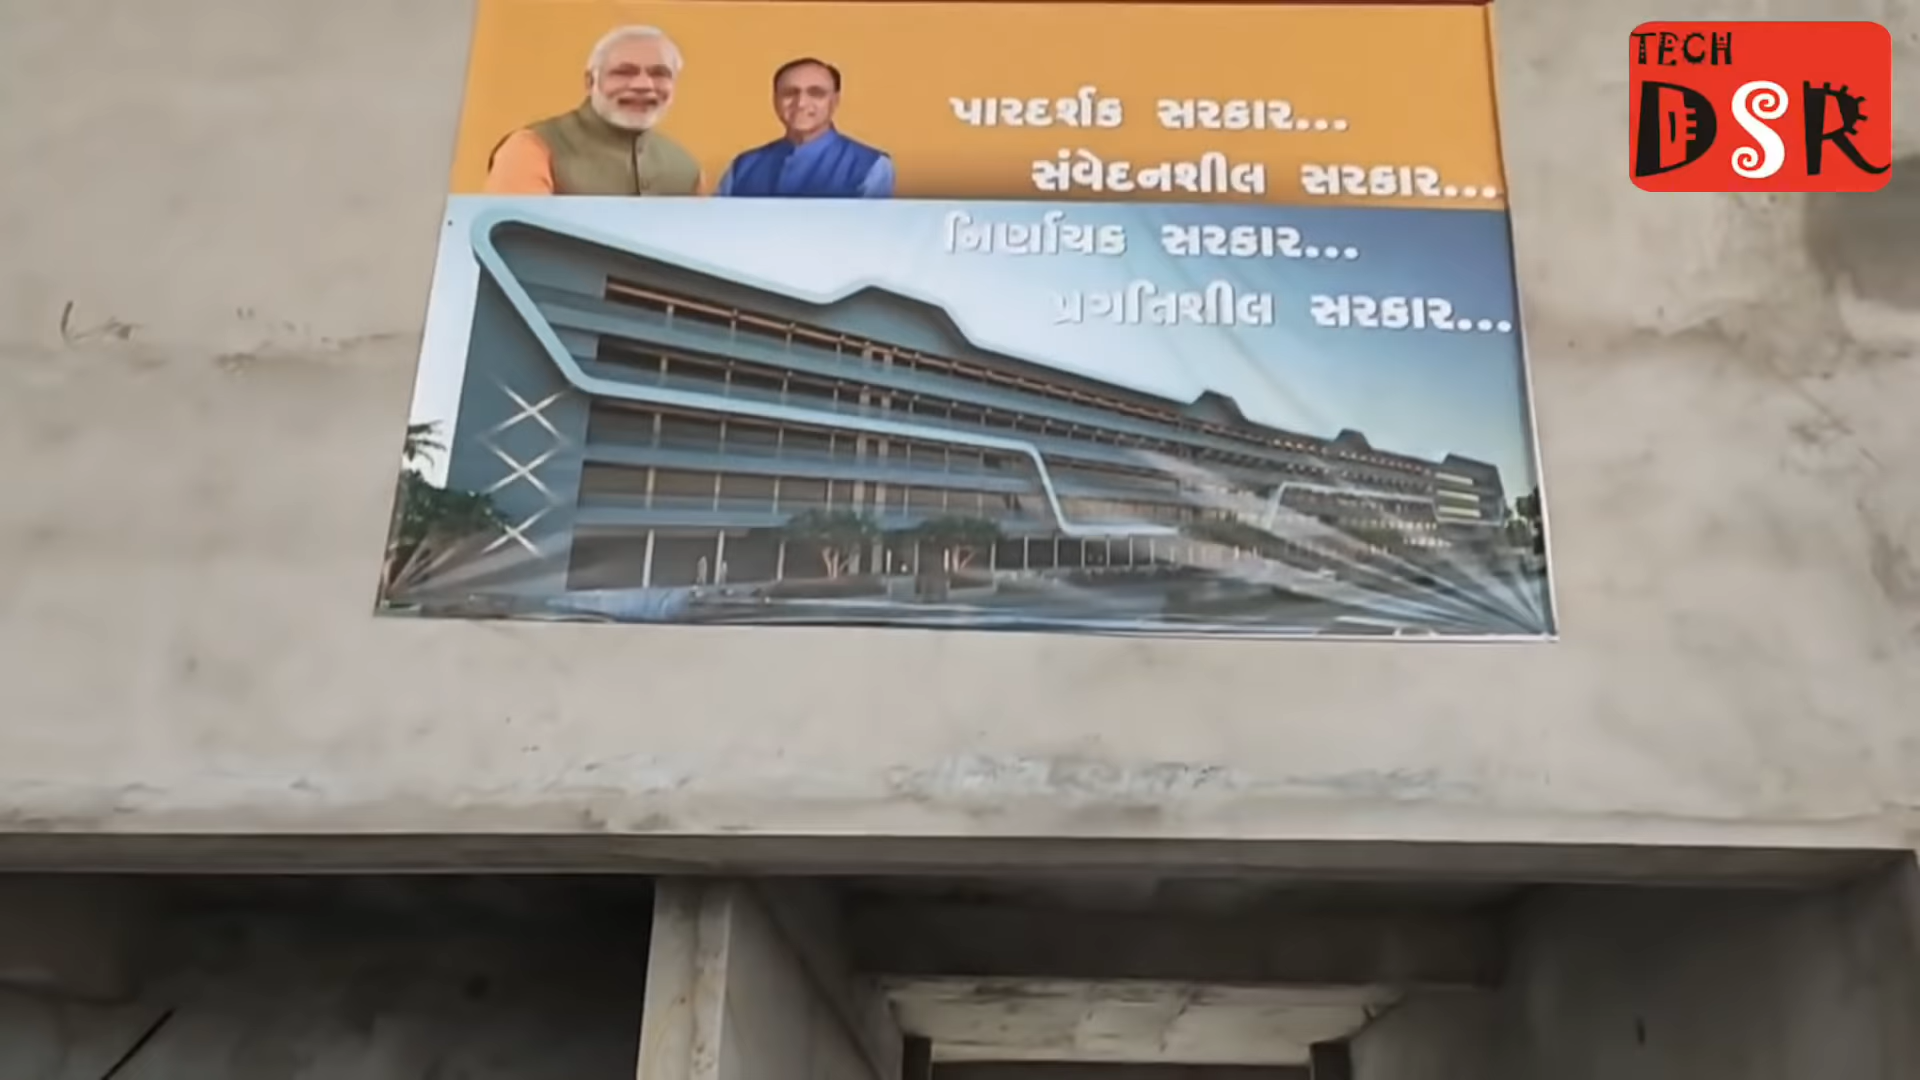 TECH
DSR
પારદર્શક સરકાર...
સંવેદનશીલ સરકાર...
નિર્ણાયક સરકાર...
પ્રગતિશીલ સરકાર...